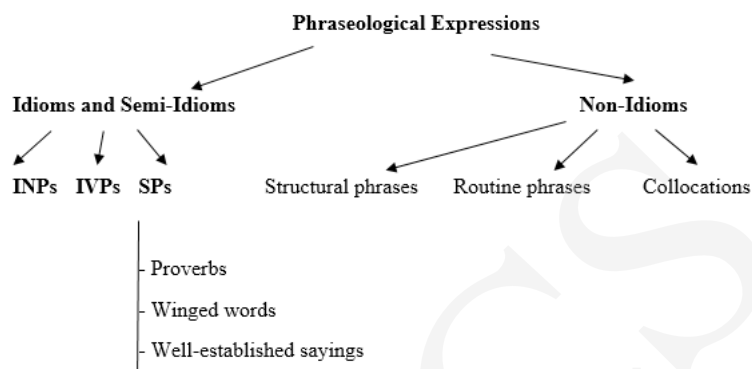 Phraseological Expressions
Idioms and Semi-Idioms Non-Idioms
INPs IVPs SPs Structural phrases Routine phrases Collocations
- Proverbs
- Winged words
- Well-established sayings